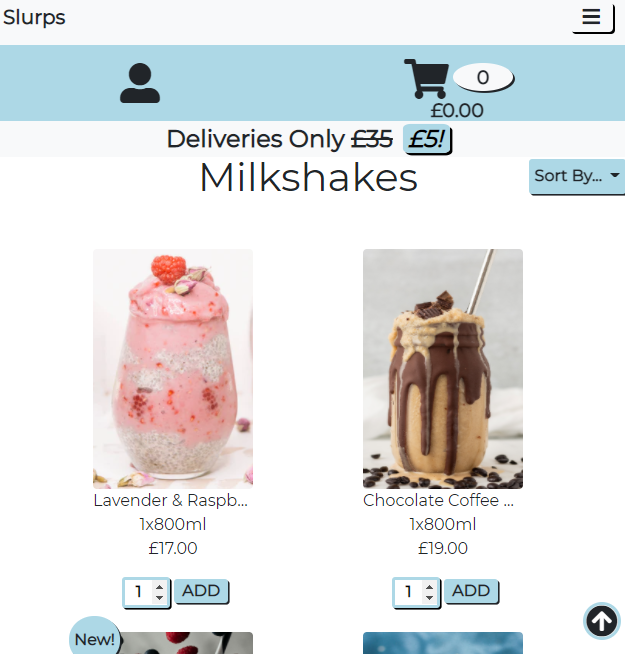 Slurps
0
£0.00
Deliveries Only £35 £5!
Milkshakes
Sort By...
Lavender & Raspb...
1x800ml
£17.00
1 ADD
Chocolate Coffee ...
1x800ml
£19.00
1 ADD
New!